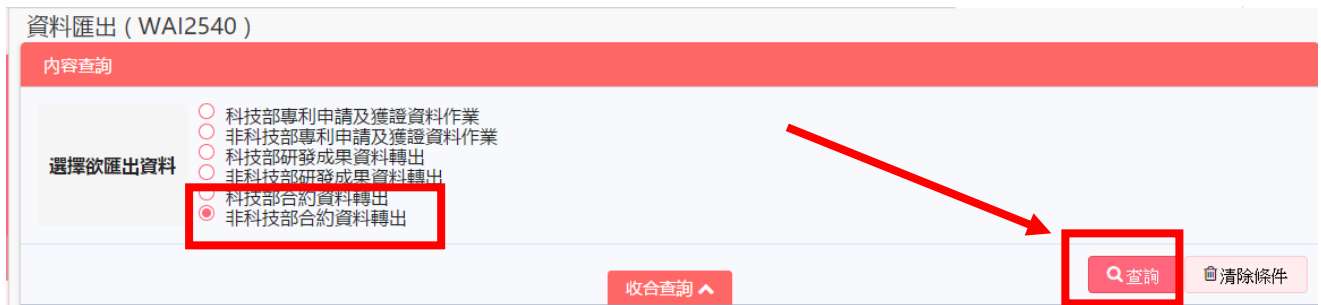 資料匯出 ( WAI2540 )
內容查詢
選擇欲匯出資料
科技部專利申請及獲證資料作業
非科技部專利申請及獲證資料作業
科技部研發成果資料轉出
非科技部研發成果資料轉出
科技部合約資料轉出
非科技部合約資料轉出
查詢 清除條件
收合查詢